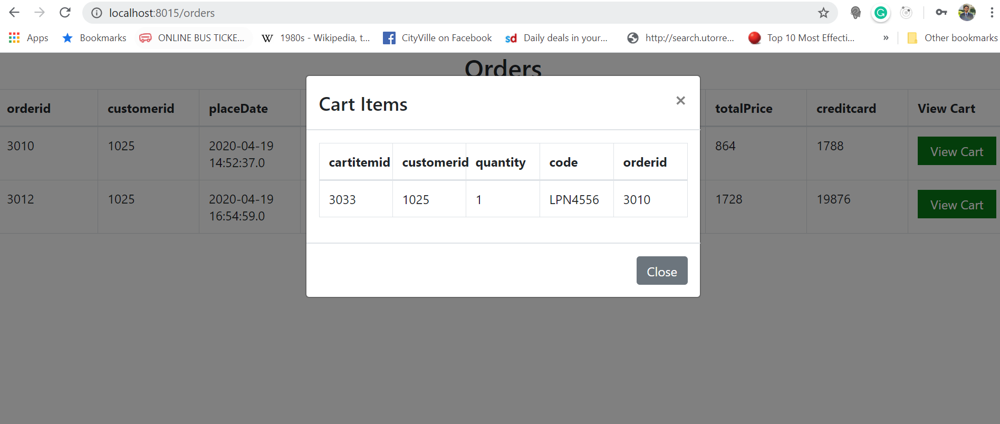 localhost:8015/orders
Apps Bookmarks ONLINE BUS TICKE... W 1980s - Wikipedia, t... CityVille on Facebook sd Daily deals in your... http://search.utorre... Top 10 Most Effecti... » Other bookmarks
Orders
orderid customerid placeDate totalPrice creditcard View Cart
3010 1025 2020-04-19 864 1788 View Cart
14:52:37.0
3012 1025 2020-04-19 1728 19876 View Cart
16:54:59.0
Cart Items ×
cartitemid customerid quantity code orderid
3033 1025 1 LPN4556 3010
Close